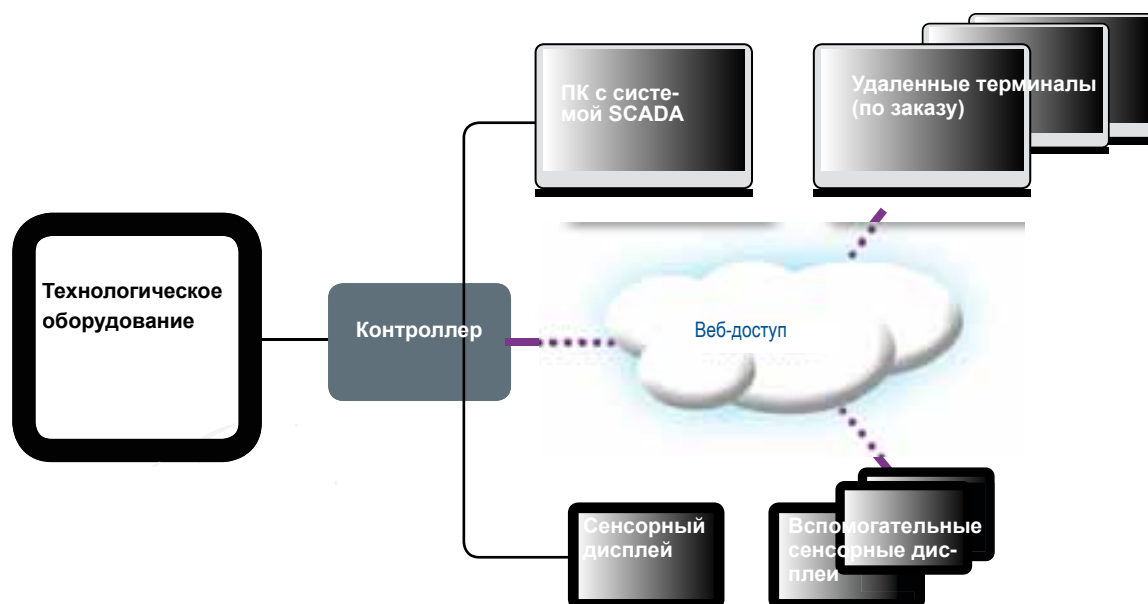 ПК с систе-
мой SCADA
Удаленные терминалы
(по заказу)
Технологическое
оборудование
Контроллер
Веб-доступ
Сенсорный
дисплей
Вспомогательные
сенсорные дис-
плеи